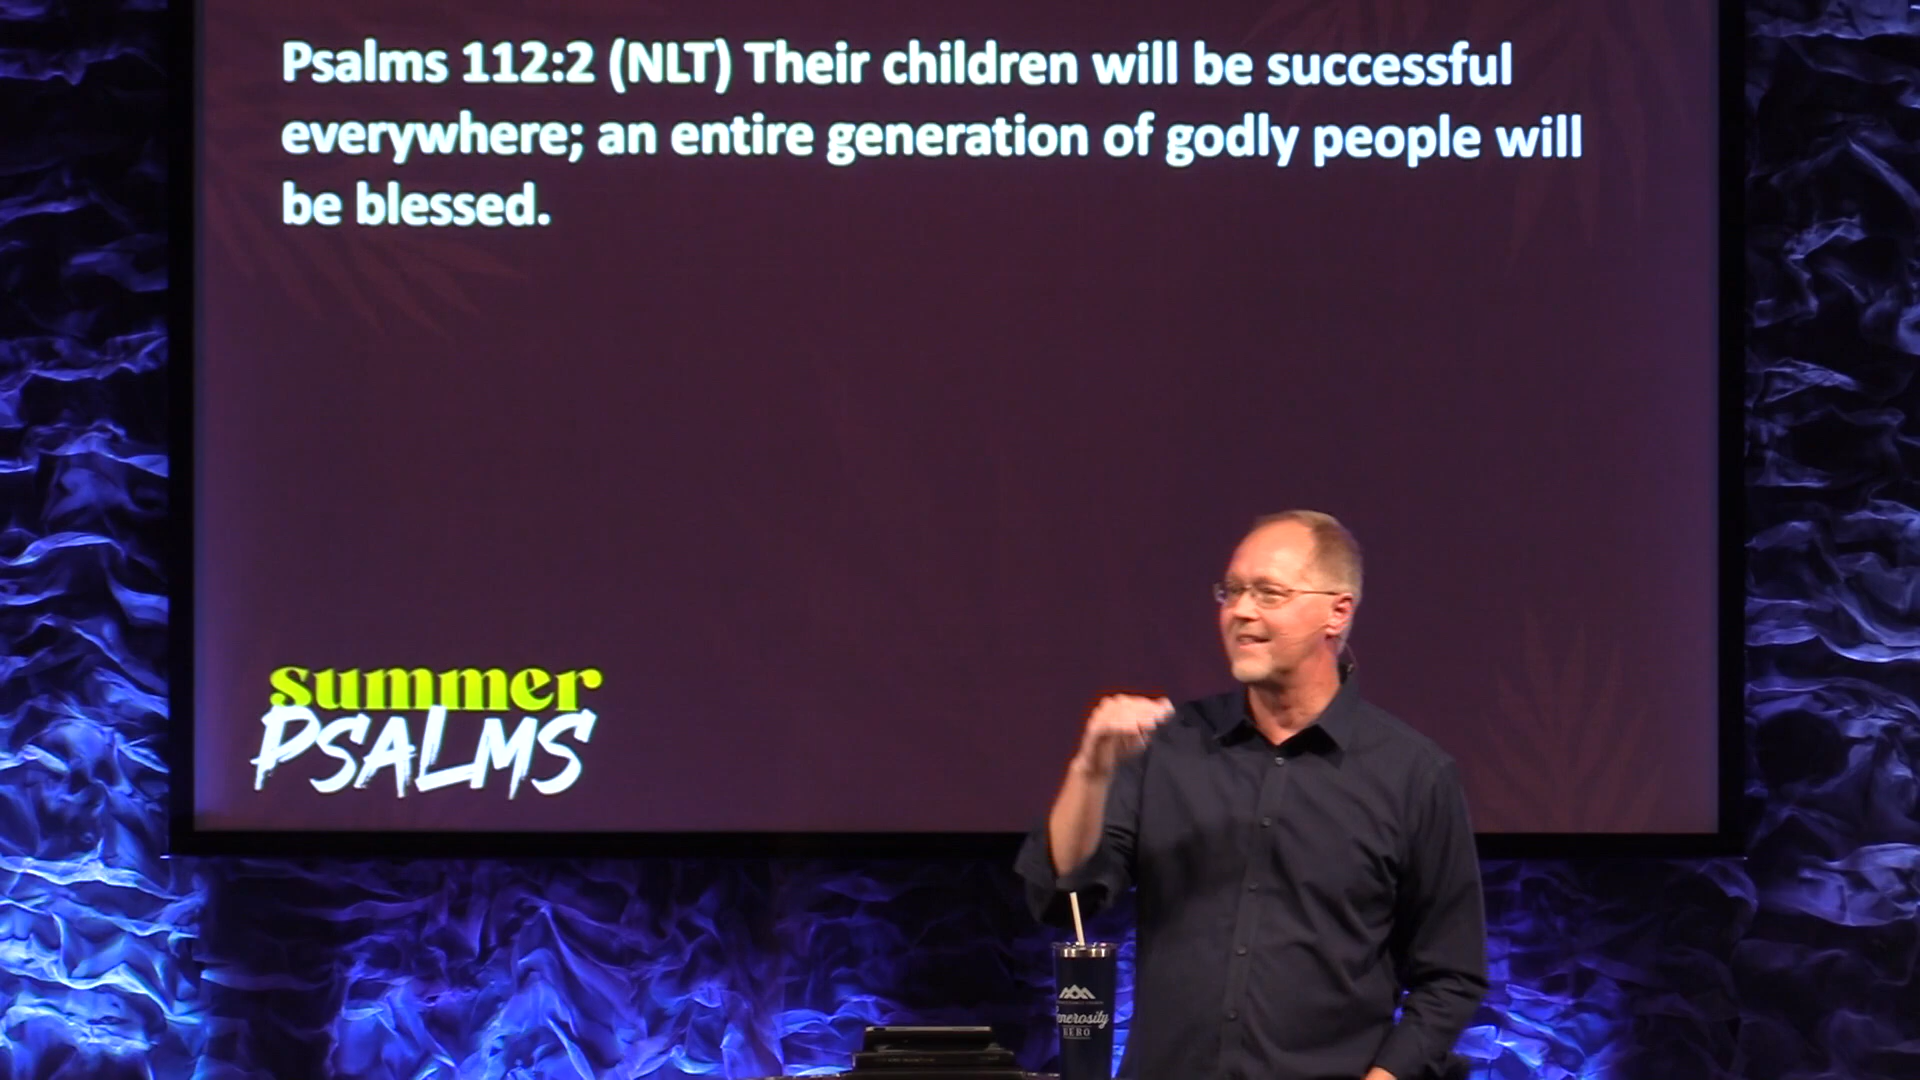 Psalms 112:2 (NLT) Their children will be successful
everywhere; an entire generation of godly people will
be blessed.
summer
PSALMS
HERO